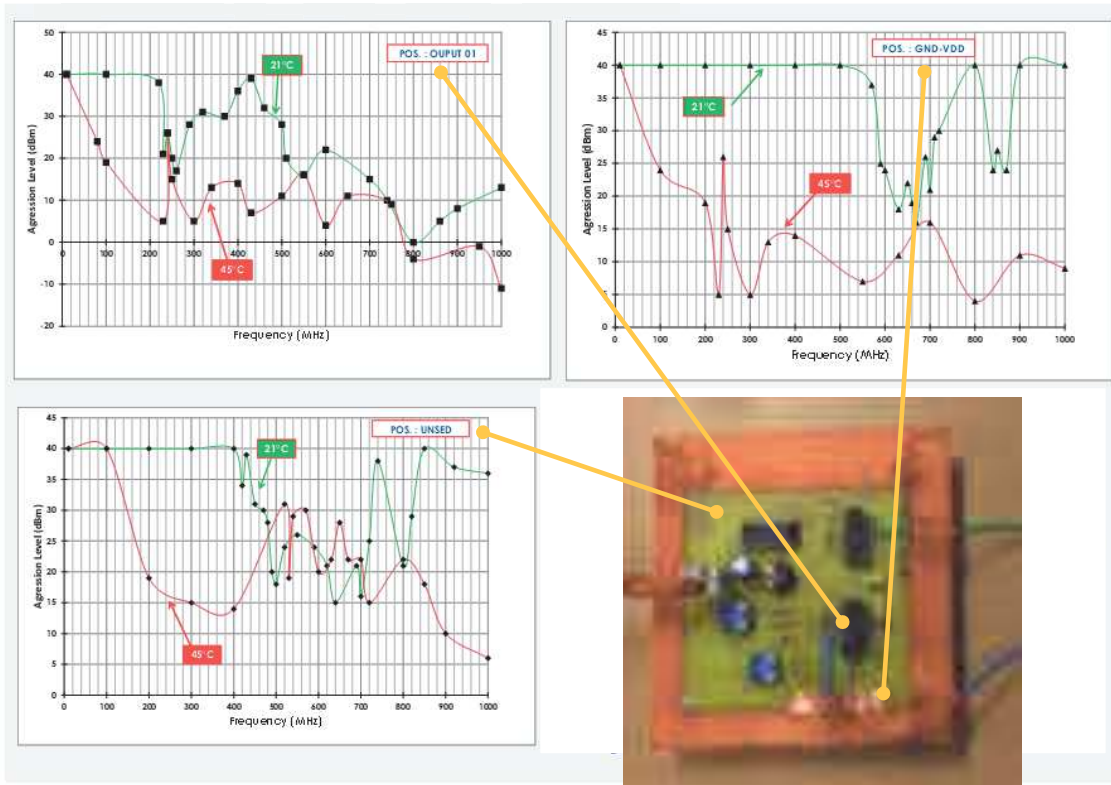 50
40
30
20
10
0
-10
-20
Agression Level (dBm)
POS. : OUPUT 01
21°C
45°C
0 100 200 300 400 500 600 700 800 900 1000
Frequency (MHz)
45
40
35
30
25
20
15
10
5
0
Agression Level (dBm)
POS. : GND-VDD
21°C
45°C
0 100 200 300 400 500 600 700 800 900 1000
Frequency (MHz)
45
40
35
30
25
20
15
10
5
0
Agression Level (dBm)
POS. : UNSED
21°C
45°C
0 100 200 300 400 500 600 700 800 900 1000
Frequency (MHz)